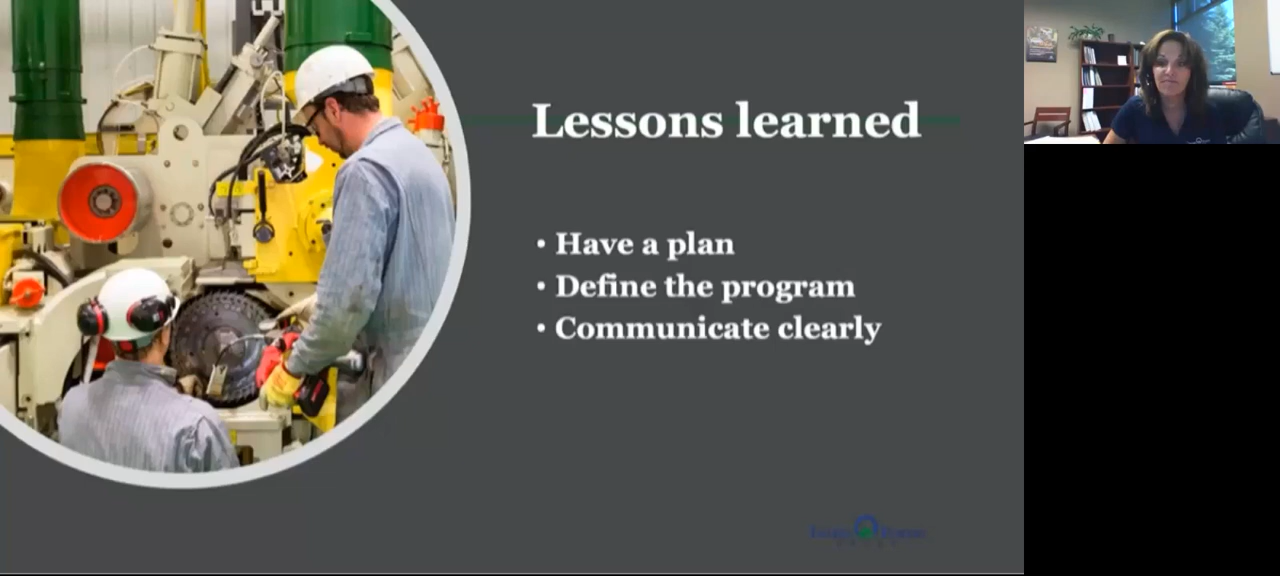 Lessons learned
• Have a plan
• Define the program
• Communicate clearly